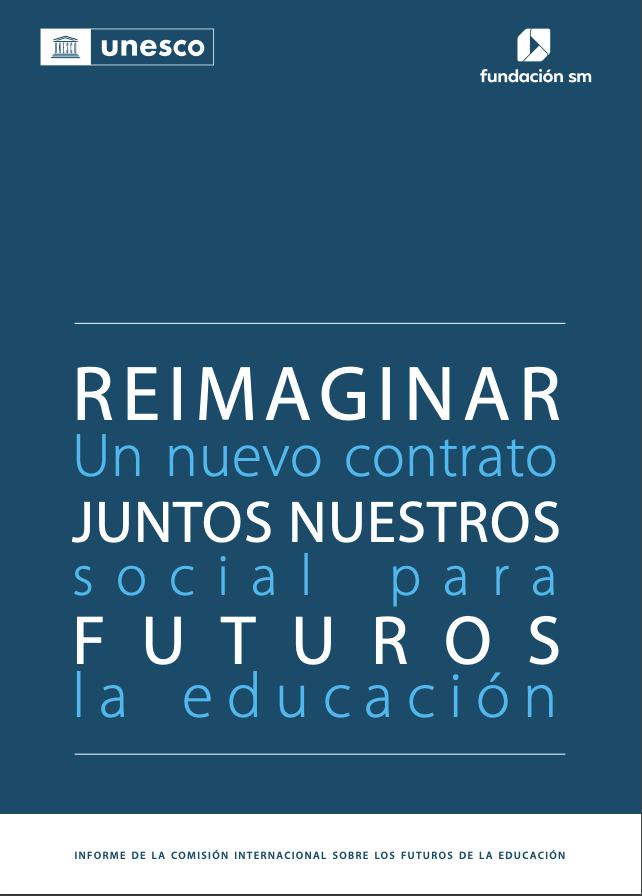 unesco
fundación sm
REIMAGINAR
Un nuevo contrato
JUNTOS NUESTROS
social para
FUTUROS
la educación
INFORME DE LA COMISIÓN INTERNACIONAL SOBRE LOS FUTUROS DE LA EDUCACIÓN